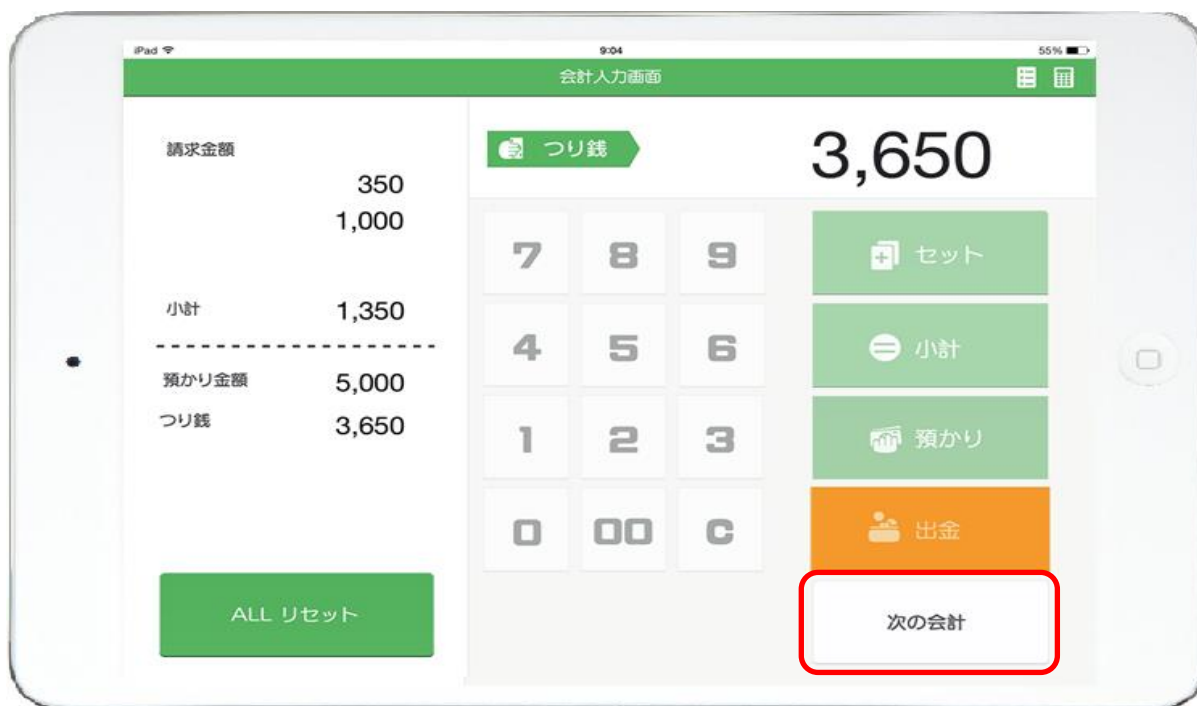 iPad 9:04 55%
会計入力画面
請求金額
350
1,000
小計 1,350
預かり金額 5,000
つり銭 3,650
ALL リセット
つり銭 3,650
7 8 9 セット
4 5 6 小計
1 2 3 預かり
0 00 C 出金
次の会計